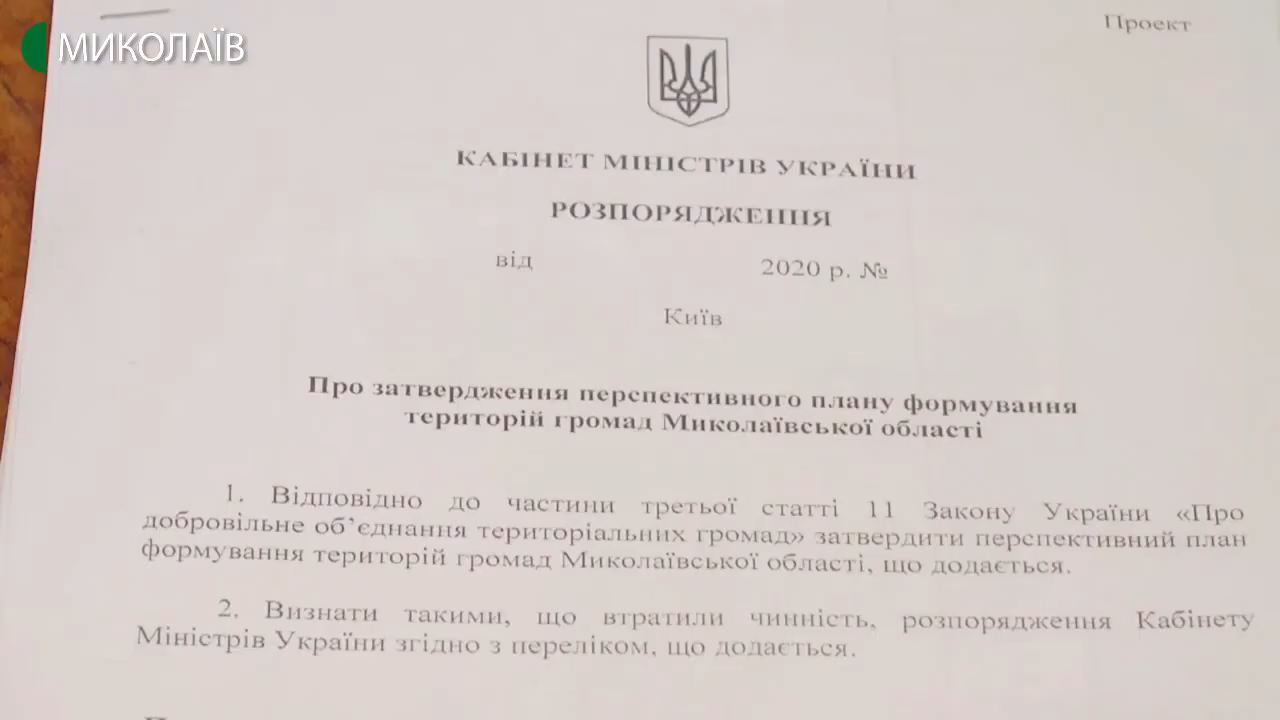 МИКОЛАЇВ
Проект
КАБІНЕТ МІНІСТРІВ УКРАЇНИ
РОЗПОРЯДЖЕННЯ
від 2020 р. №
Київ
Про затвердження перспективного плану формування
територій громад Миколаївської області
1. Відповідно до частини третьої статті 11 Закону України «Про
добровільне об’єднання територіальних громад» затвердити перспективний план
формування територій громад Миколаївської області, що додається.
2. Визнати такими, що втратили чинність, розпорядження Кабінету
Міністрів України згідно з переліком, що додається.